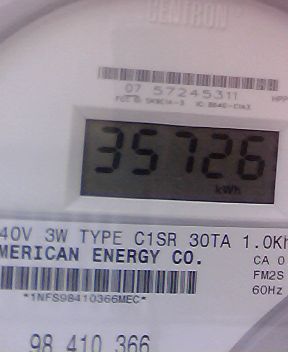 CENTRON
07 57245311
35726
kWh
40V 3W TYPE C1SR 30TA 1.0Kh
MERICAN ENERGY CO.
CA 0
FM2S
60Hz
*1NFS98410366MEC*
98 410 366